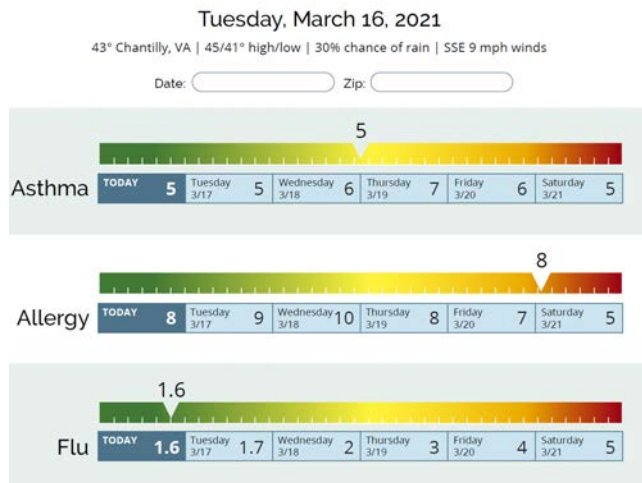 Tuesday, March 16, 2021
43° Chantilly, VA | 45/41° high/low | 30% chance of rain | SSE 9 mph winds
Date: Zip:
5
Asthma
TODAY 5
Tuesday 3/17 5
Wednesday 3/18 6
Thursday 3/19 7
Friday 3/20 6
Saturday 3/21 5
8
Allergy
TODAY 8
Tuesday 3/17 9
Wednesday 3/18 10
Thursday 3/19 8
Friday 3/20 7
Saturday 3/21 5
1.6
Flu
TODAY 1.6
Tuesday 3/17 1.7
Wednesday 3/18 2
Thursday 3/19 3
Friday 3/20 4
Saturday 3/21 5